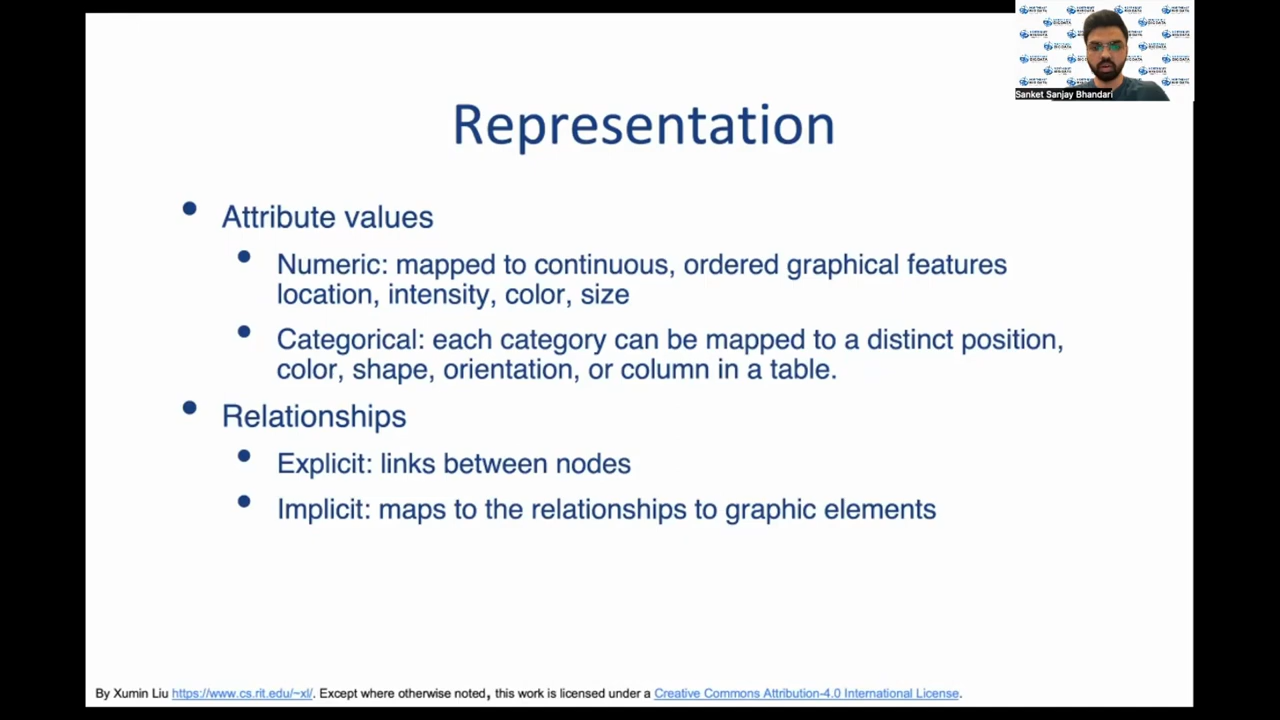 Sanket Sanjay Bhandari
Representation
• Attribute values
• Numeric: mapped to continuous, ordered graphical features
location, intensity, color, size
• Categorical: each category can be mapped to a distinct position,
color, shape, orientation, or column in a table.
• Relationships
• Explicit: links between nodes
• Implicit: maps to the relationships to graphic elements
By Xumin Liu https://www.cs.rit.edu/~xl/. Except where otherwise noted, this work is licensed under a Creative Commons Attribution-4.0 International License.